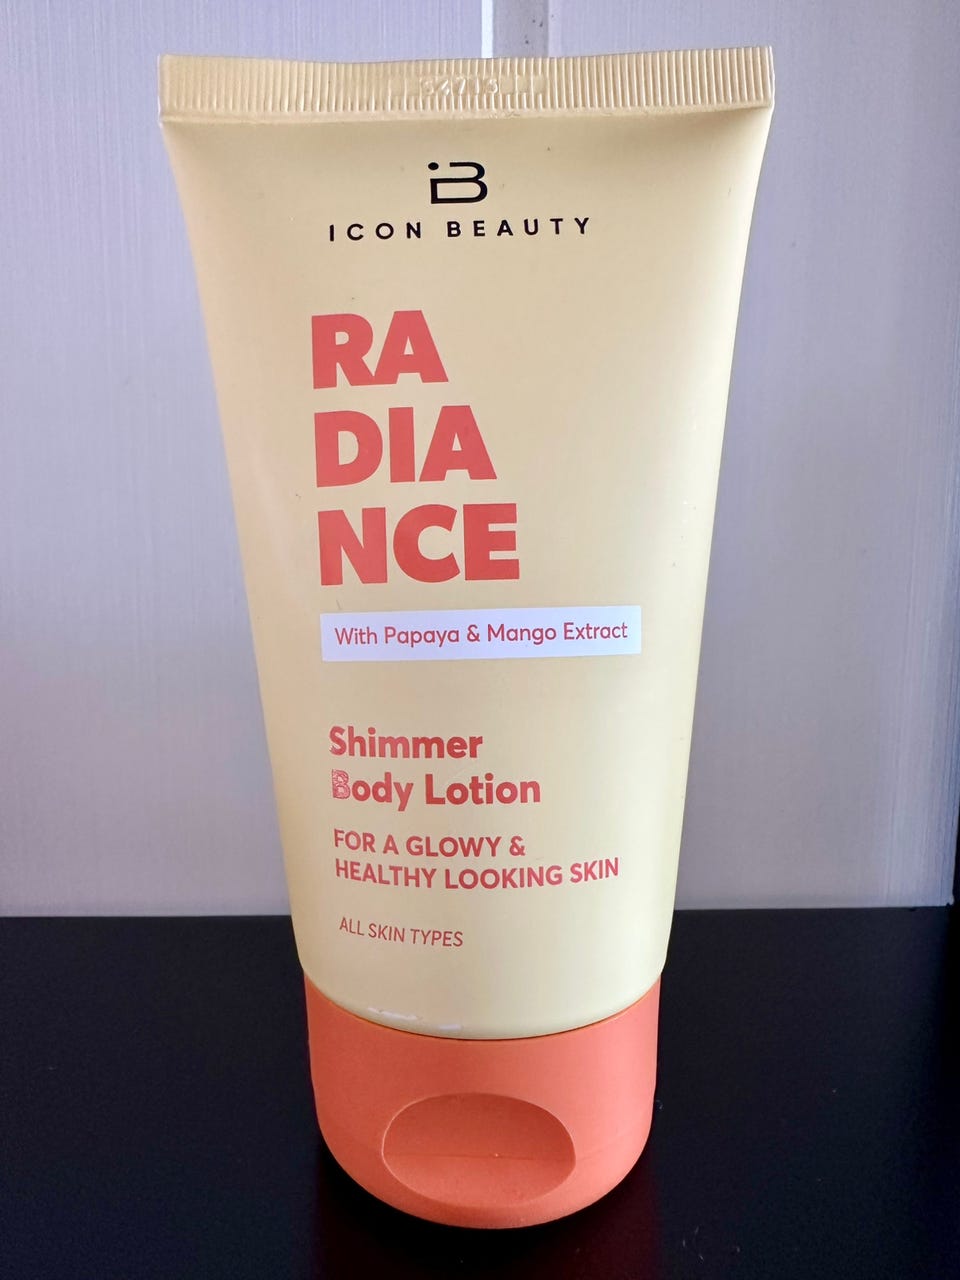 ICON BEAUTY
RA
DIA
NCE
With Papaya & Mango Extract
Shimmer
Body Lotion
FOR A GLOWY &
HEALTHY LOOKING SKIN
ALL SKIN TYPES